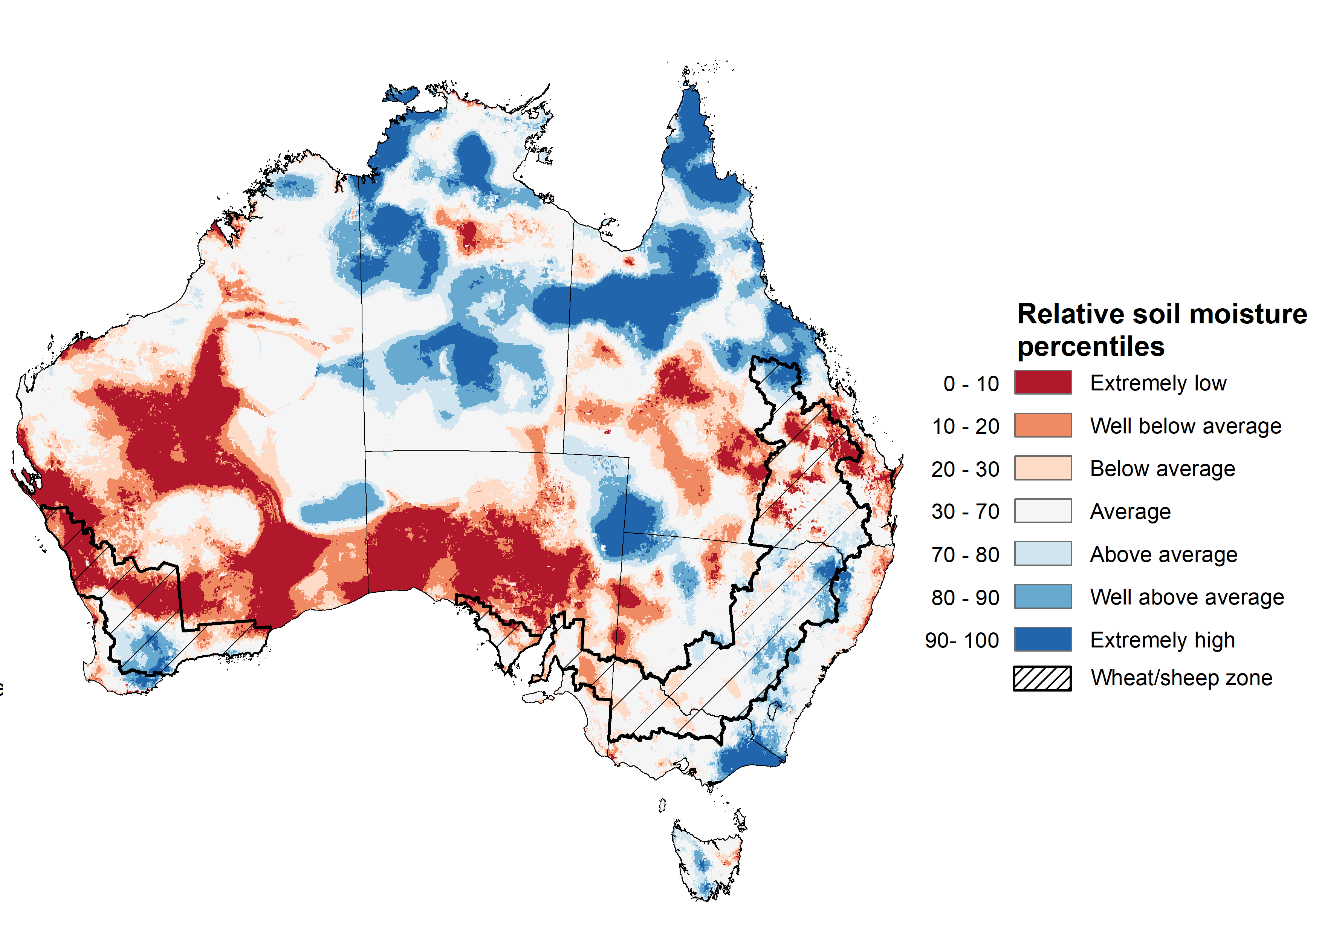 Relative soil moisture
percentiles
0 - 10 Extremely low
10 - 20 Well below average
20 - 30 Below average
30 - 70 Average
70 - 80 Above average
80 - 90 Well above average
90- 100 Extremely high
Wheat/sheep zone
e